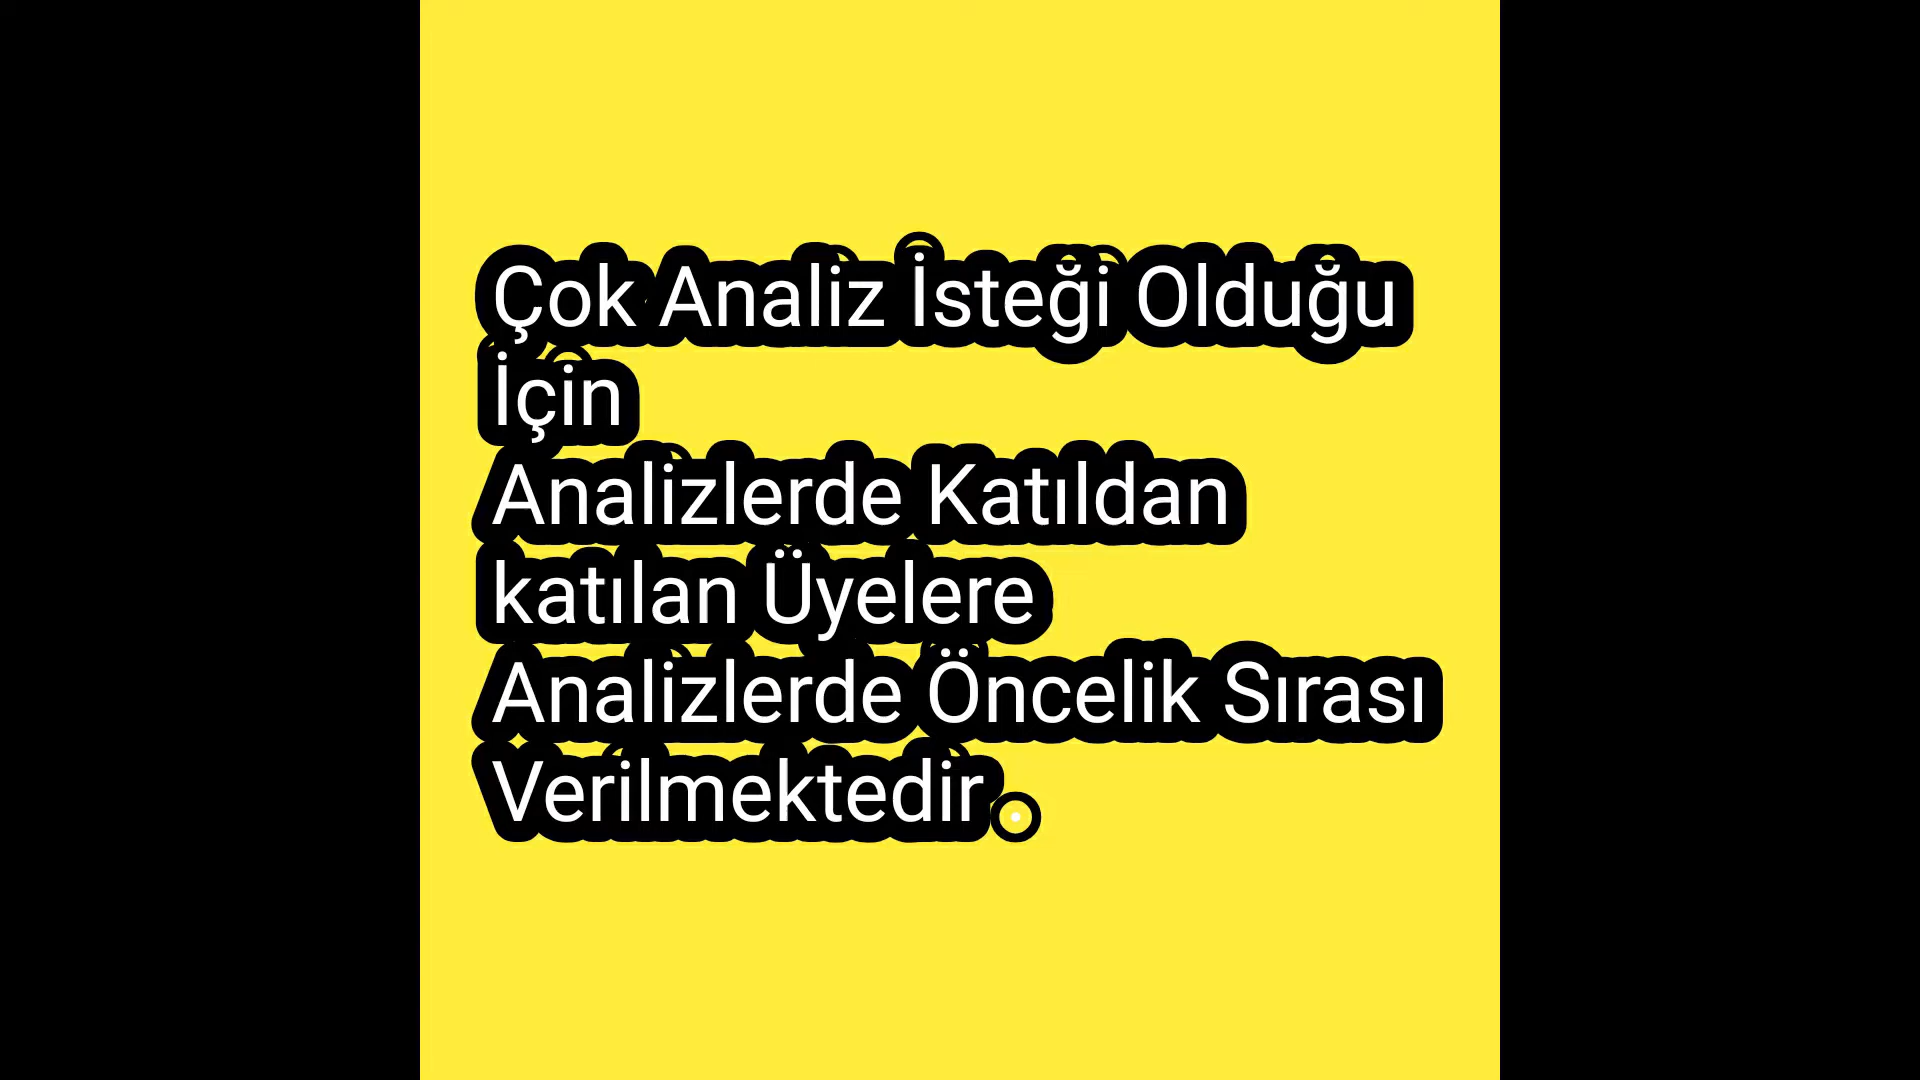 Çok Analiz İsteği Olduğu
İçin
Analizlerde Katıldan
katılan Üyelere
Analizlerde Öncelik Sırası
Verilmektedir.